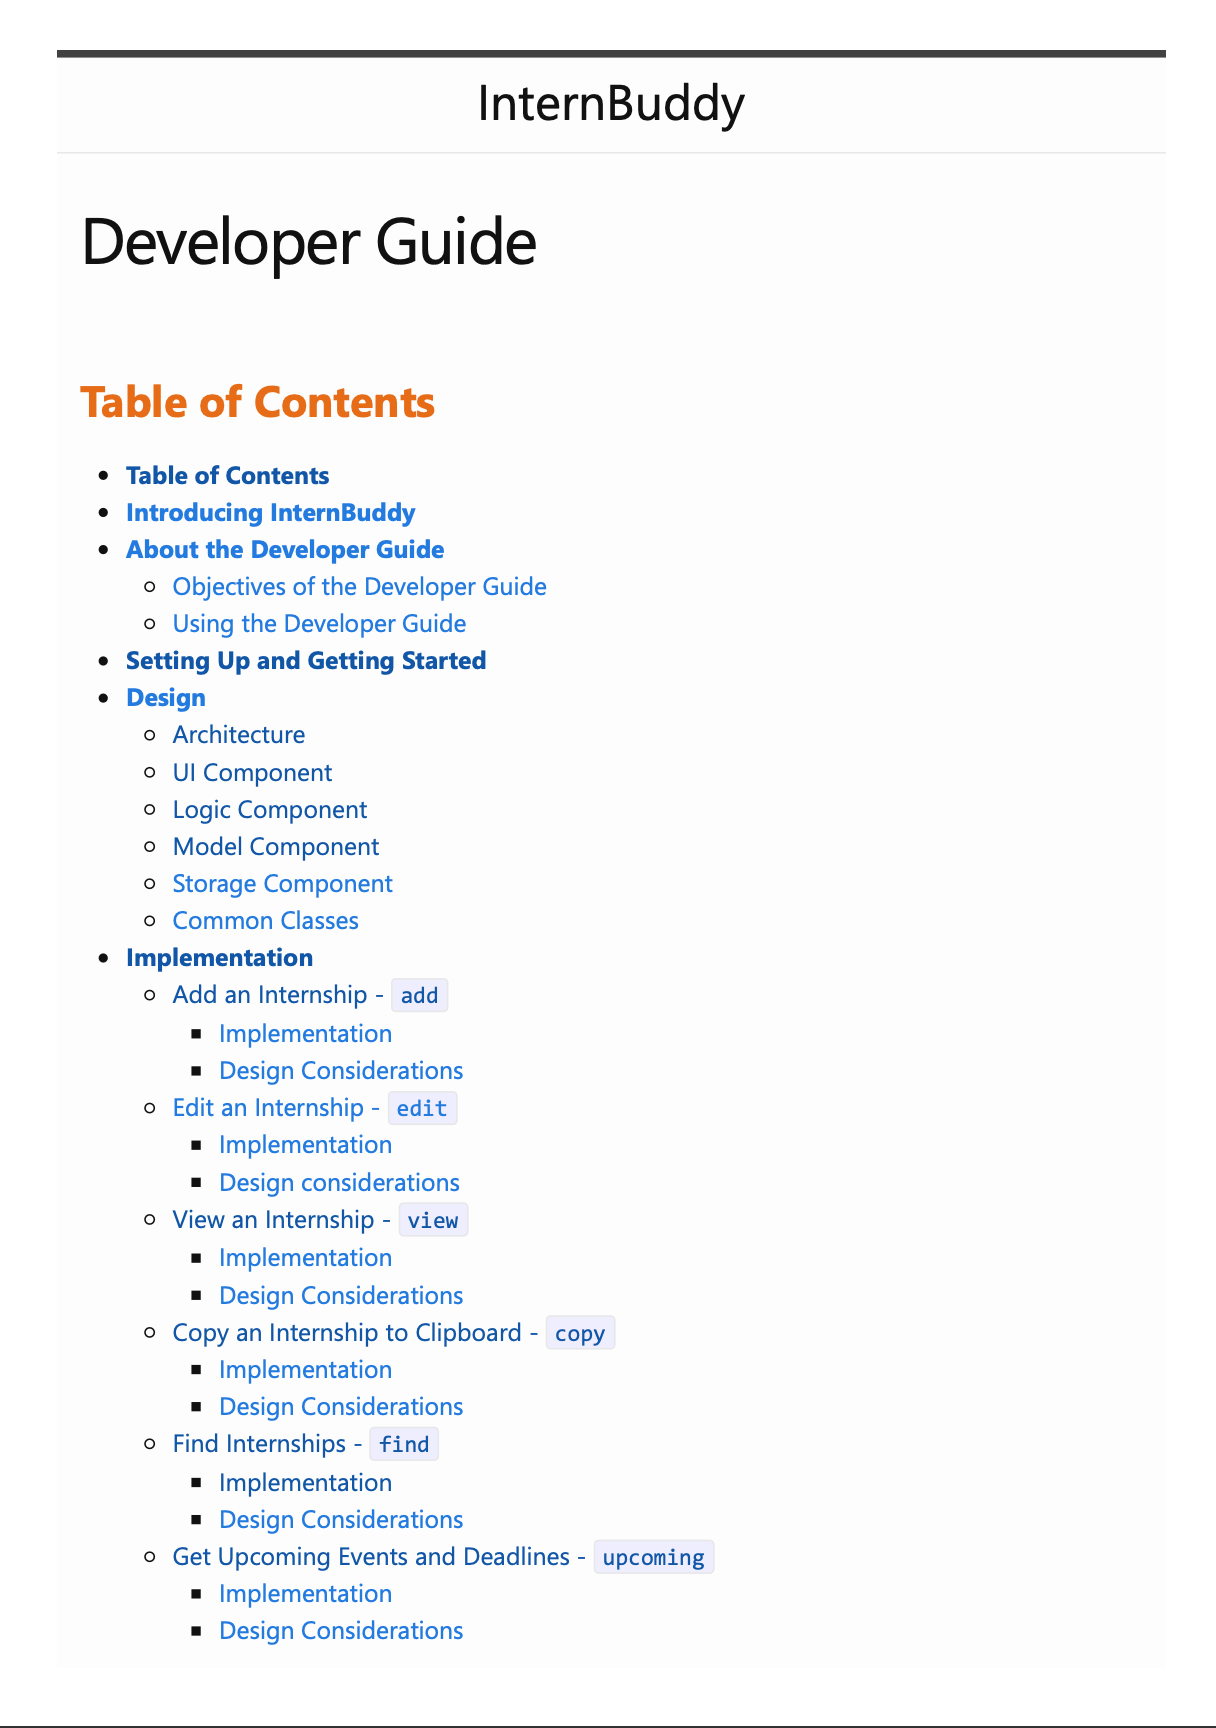 InternBuddy
Developer Guide
Table of Contents
Table of Contents
Introducing InternBuddy
About the Developer Guide
Objectives of the Developer Guide
Using the Developer Guide
Setting Up and Getting Started
Design
Architecture
UI Component
Logic Component
Model Component
Storage Component
Common Classes
Implementation
Add an Internship - add
Implementation
Design Considerations
Edit an Internship - edit
Implementation
Design considerations
View an Internship - view
Implementation
Design Considerations
Copy an Internship to Clipboard - copy
Implementation
Design Considerations
Find Internships - find
Implementation
Design Considerations
Get Upcoming Events and Deadlines - upcoming
Implementation
Design Considerations